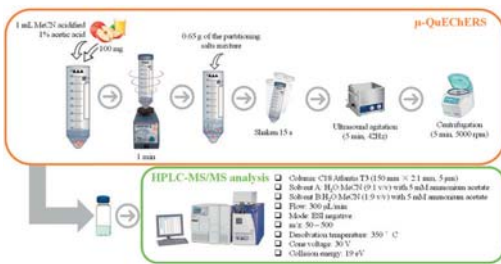 µ-QuEChERS
1 mL MeCN acidified
1% acetic acid
100 mg
0.65 g of the partitioning
salts mixture
1 min
Shaken 15 s
Ultrasound agitation
(5 min, 42Hz)
Centrifugation
(5 min, 5000 rpm)
HPLC-MS/MS analysis
Column: C18 Atlantis T3 (150 mm × 2.1 mm, 5 µm)
Solvent A: H₂O:MeCN (9:1 v/v) with 5 mM ammonium acetate
Solvent B: H₂O:MeCN (1:9 v/v) with 5 mM ammonium acetate
Flow: 300 µL/min
Mode: ESI negative
m/z: 50 – 500
Desolvation temperature: 350 ° C
Cone voltage: 30 V
Collision energy: 19 eV